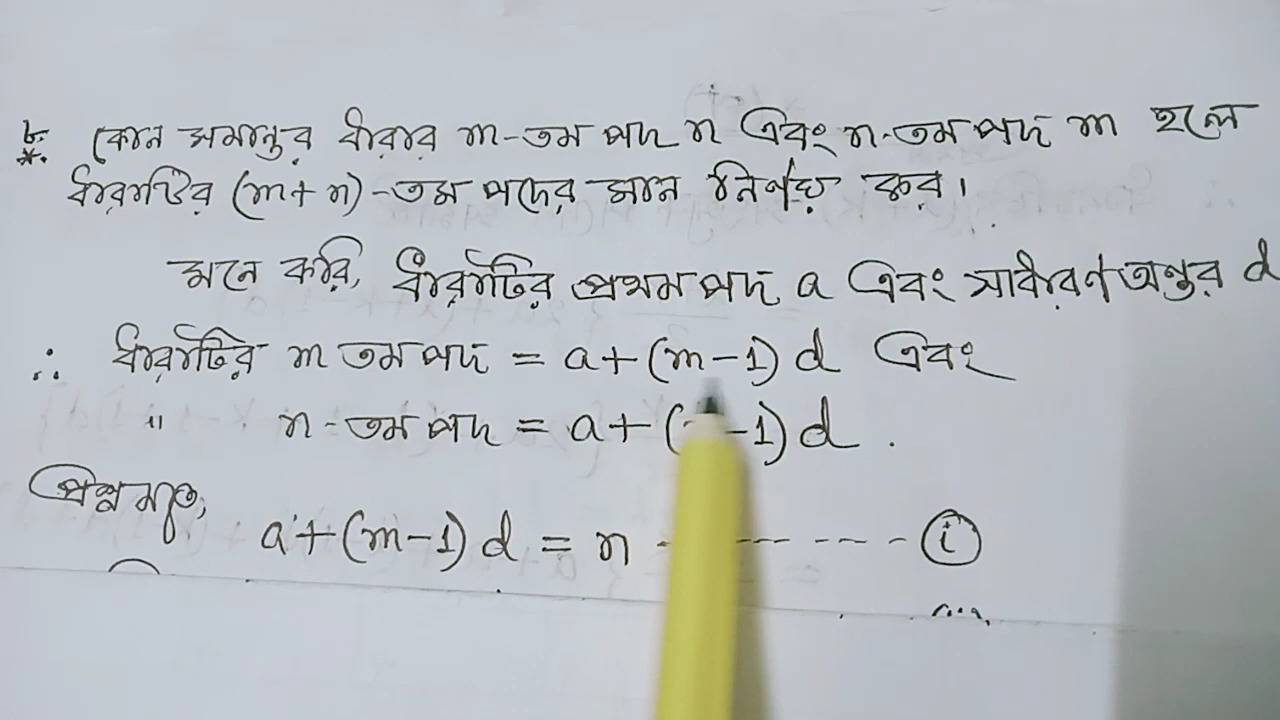 ৮.
*. কোন সমান্তর ধারার m-তম পদ n এবং n-তম পদ m হলে
ধারাটির (m+n)-তম পদের মান নির্ণয় কর।
মনে করি, ধারাটির প্রথম পদ a এবং সাধারণ অন্তর d
∴ ধারাটির m তম পদ = a+(m-1)d এবং
" n-তম পদ = a+( -1)d .
প্রশ্নমতে,
a+(m-1)d = n - - - - - - (i)